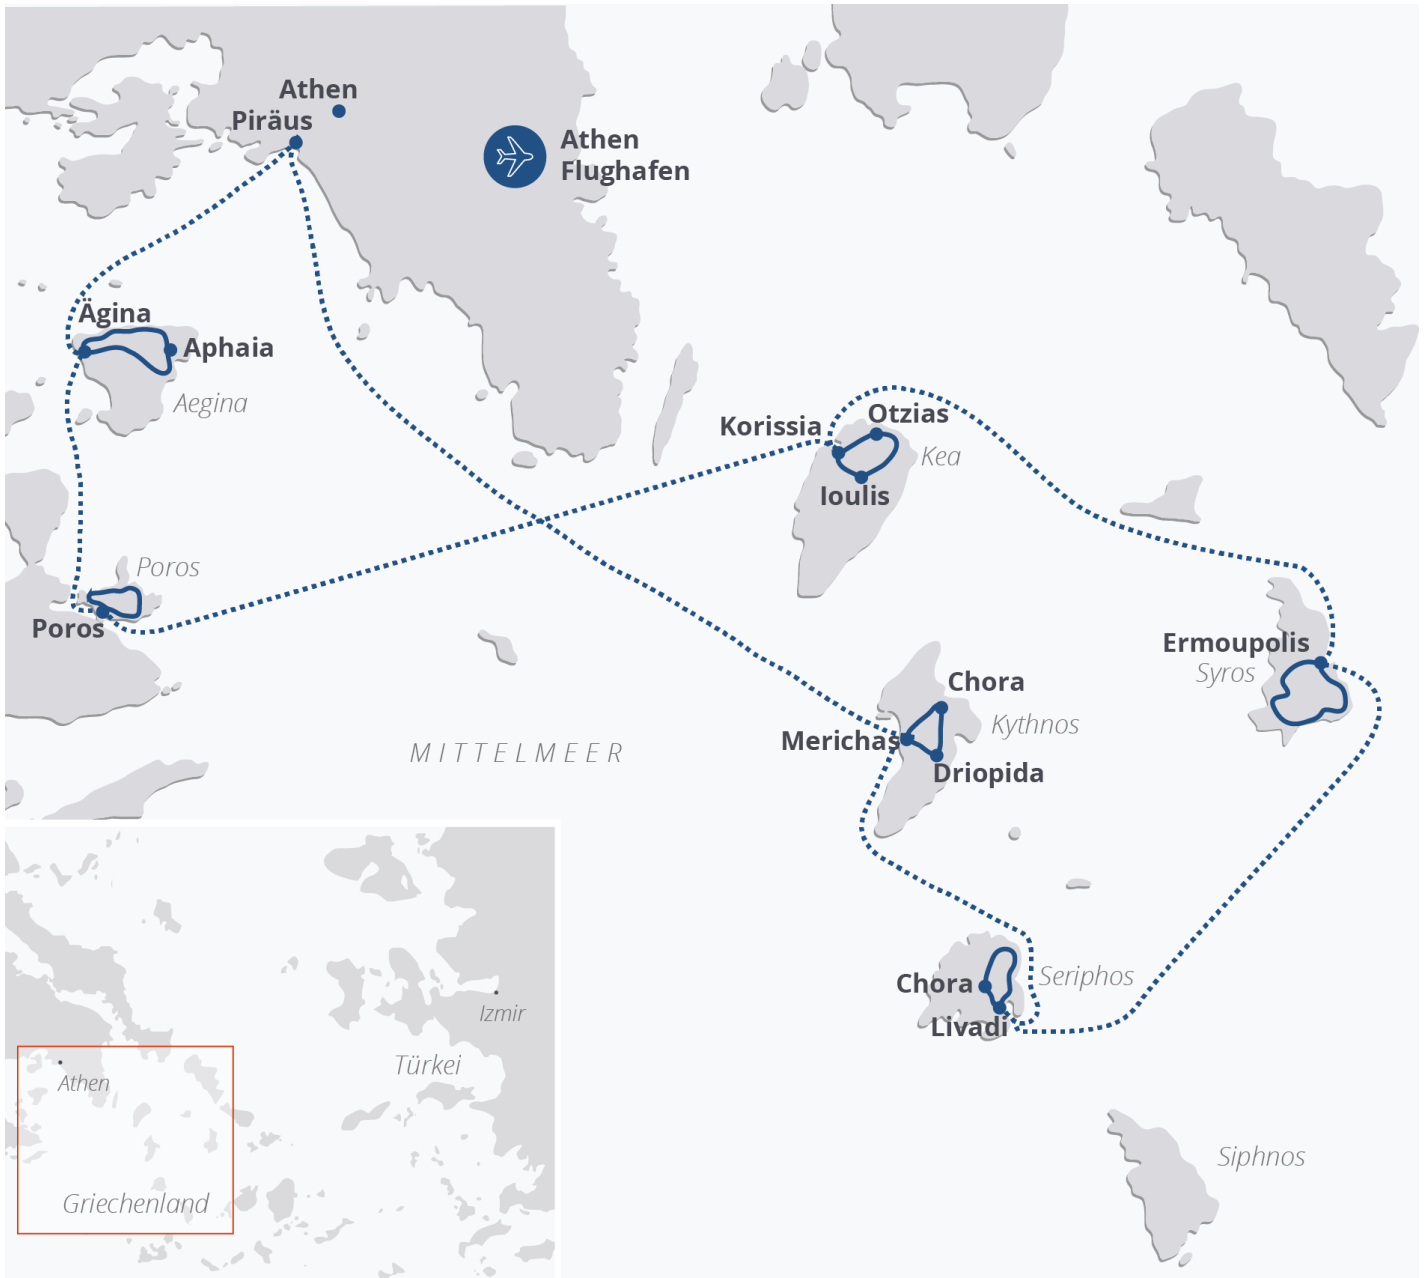 Athen
Piräus
Athen
Flughafen
Ägina
Aphaia
Aegina
Korissia
Otzias
Kea
Ioulis
Poros
Poros
Ermoupolis
Syros
Chora
Kythnos
Merichas
MITTELMEER
Driopida
Chora
Seriphos
Livadi
Siphnos
Izmir
Türkei
Athen
Griechenland